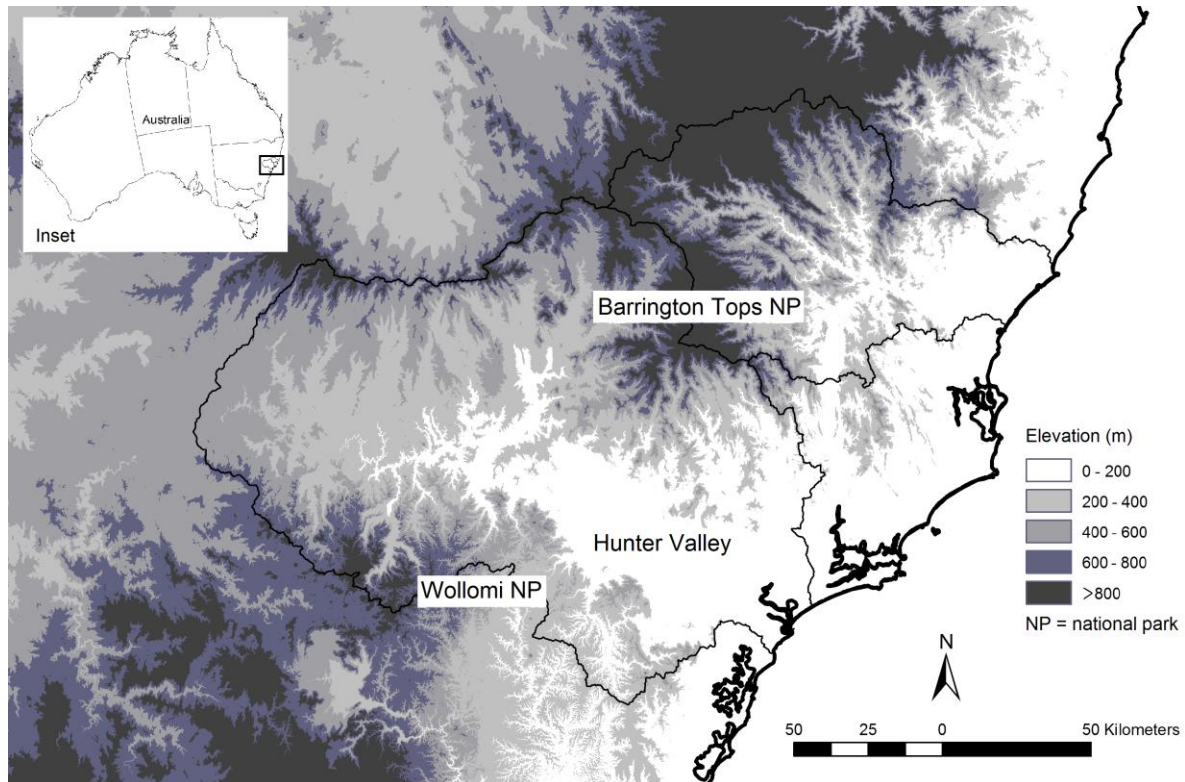 Australia
Inset
Barrington Tops NP
Hunter Valley
Wollomi NP
Elevation (m)
0 - 200
200 - 400
400 - 600
600 - 800
>800
NP = national park
N
50 25 0 50 Kilometers